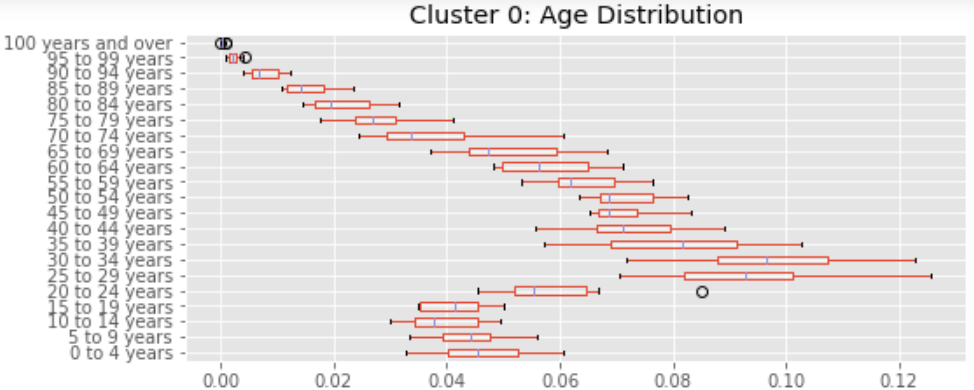 Cluster 0: Age Distribution
100 years and over
95 to 99 years
90 to 94 years
85 to 89 years
80 to 84 years
75 to 79 years
70 to 74 years
65 to 69 years
60 to 64 years
55 to 59 years
50 to 54 years
45 to 49 years
40 to 44 years
35 to 39 years
30 to 34 years
25 to 29 years
20 to 24 years
15 to 19 years
10 to 14 years
5 to 9 years
0 to 4 years
0.00 0.02 0.04 0.06 0.08 0.10 0.12